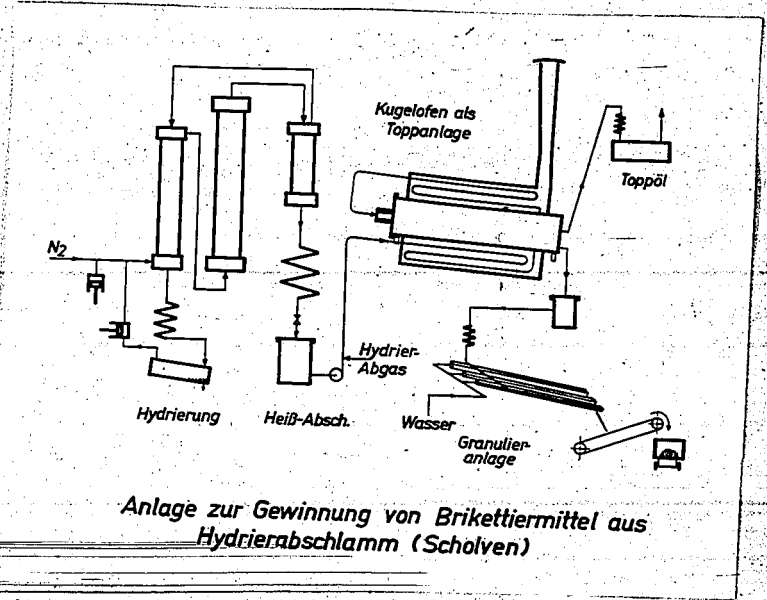 Kugelofen als
Toppanlage
Toppöl
N2
Hydrier-
Abgas
Hydrierung
Heiß-Absch.
Wasser
Granulier-
anlage
Anlage zur Gewinnung von Brikettiermittel aus
Hydrierabschlamm (Scholven)